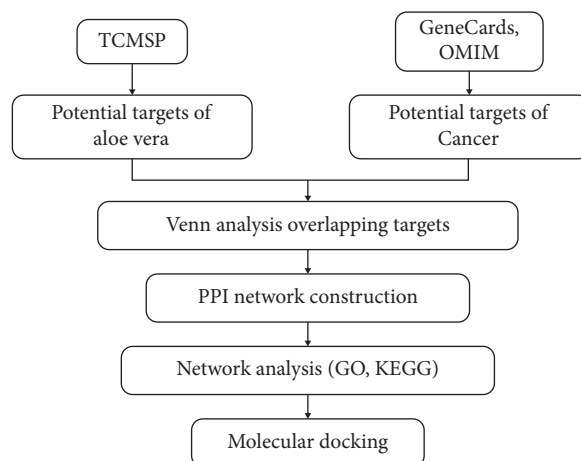 TCMSP
GeneCards,
OMIM
Potential targets of
aloe vera
Potential targets of
Cancer
Venn analysis overlapping targets
PPI network construction
Network analysis (GO, KEGG)
Molecular docking